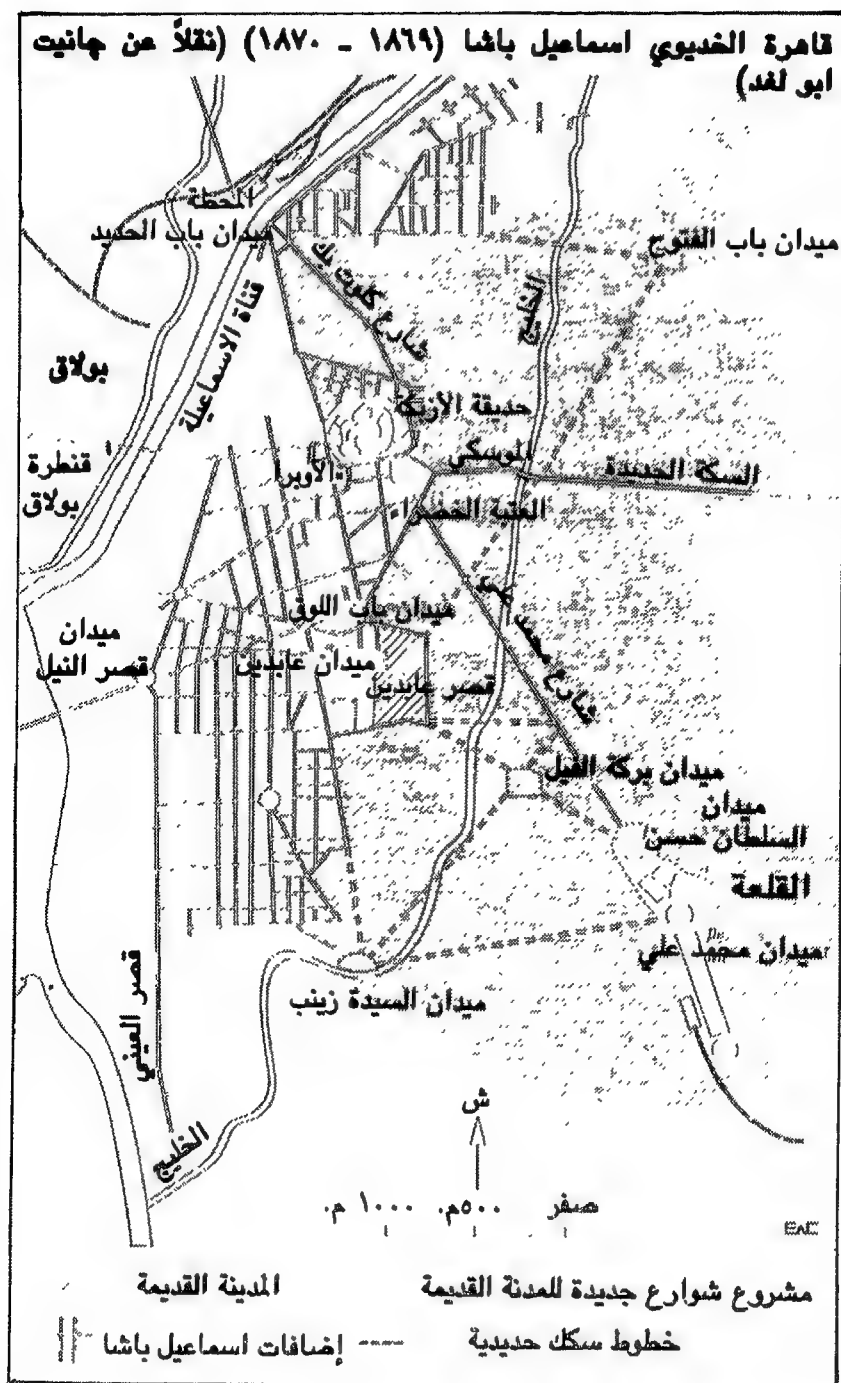 قاهرة الخديوي اسماعيل باشا (١٨٦٩ - ١٨٧٠) (نقلاً عن جانيت
ابو لغد)
المحطة
ميدان باب الحديد
ميدان باب الفتوح
شارع كلوت بك
الخليج
قناة الاسماعيلة
بولاق
حديقة الأزبكة
الموسكي
السكة الجديدة
قنطرة
بولاق
الأوبرا
العتبة الخضراء
ميدان باب اللوق
شارع محمد علي
ميدان
قصر النيل
ميدان عابدين
قصر عابدين
ميدان بركة الفيل
ميدان
السلطان حسن
القلعة
ميدان محمد علي
قصر العيني
ميدان السيدة زينب
الخليج
ش
صفر ٥٠٠م. ١٠٠٠ م.
EAC
مشروع شوارع جديدة للمدنة القديمة
المدينة القديمة
خطوط سكك حديدية
إضافات اسماعيل باشا